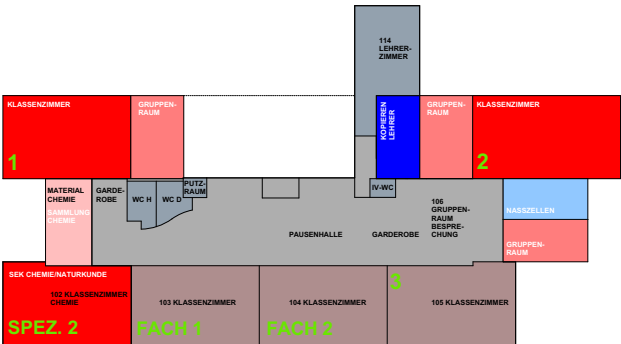 114
LEHRER-
ZIMMER
KLASSENZIMMER
1
GRUPPEN-
RAUM
KOPIEREN
LEHRER
GRUPPEN-
RAUM
KLASSENZIMMER
2
MATERIAL
CHEMIE
SAMMLUNG
CHEMIE
GARDE-
ROBE
WC H
WC D
PUTZ-
RAUM
IV-WC
106
GRUPPEN-
RAUM
BESPRE-
CHUNG
PAUSENHALLE
GARDEROBE
NASSZELLEN
GRUPPEN-
RAUM
SEK CHEMIE/NATURKUNDE
102 KLASSENZIMMER
CHEMIE
SPEZ. 2
103 KLASSENZIMMER
FACH 1
104 KLASSENZIMMER
FACH 2
3
105 KLASSENZIMMER